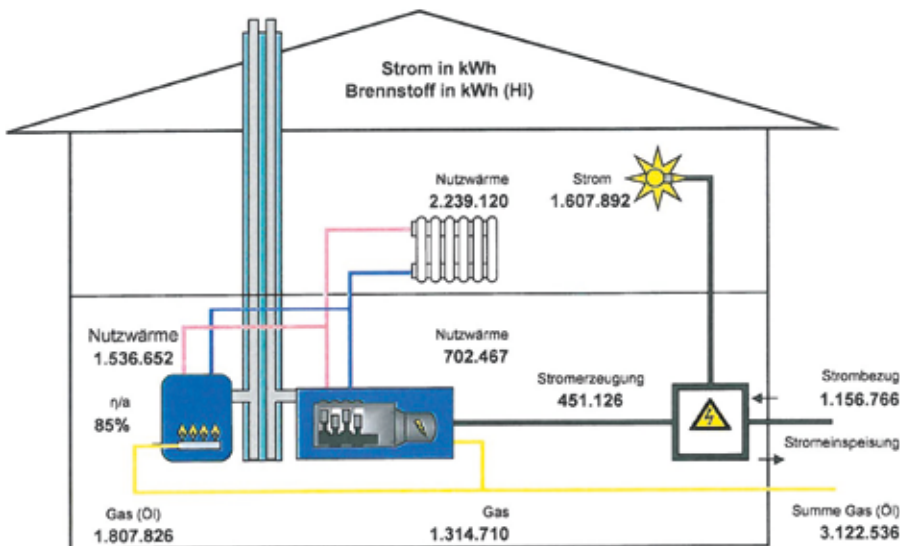 Strom in kWh
Brennstoff in kWh (Hi)
Nutzwärme
2.239.120
Strom
1.607.892
Nutzwärme
1.536.652
η/a
85%
Nutzwärme
702.467
Stromerzeugung
451.126
Strombezug
1.156.766
Stromeinspeisung
Gas (Öl)
1.807.826
Gas
1.314.710
Summe Gas (Öl)
3.122.536